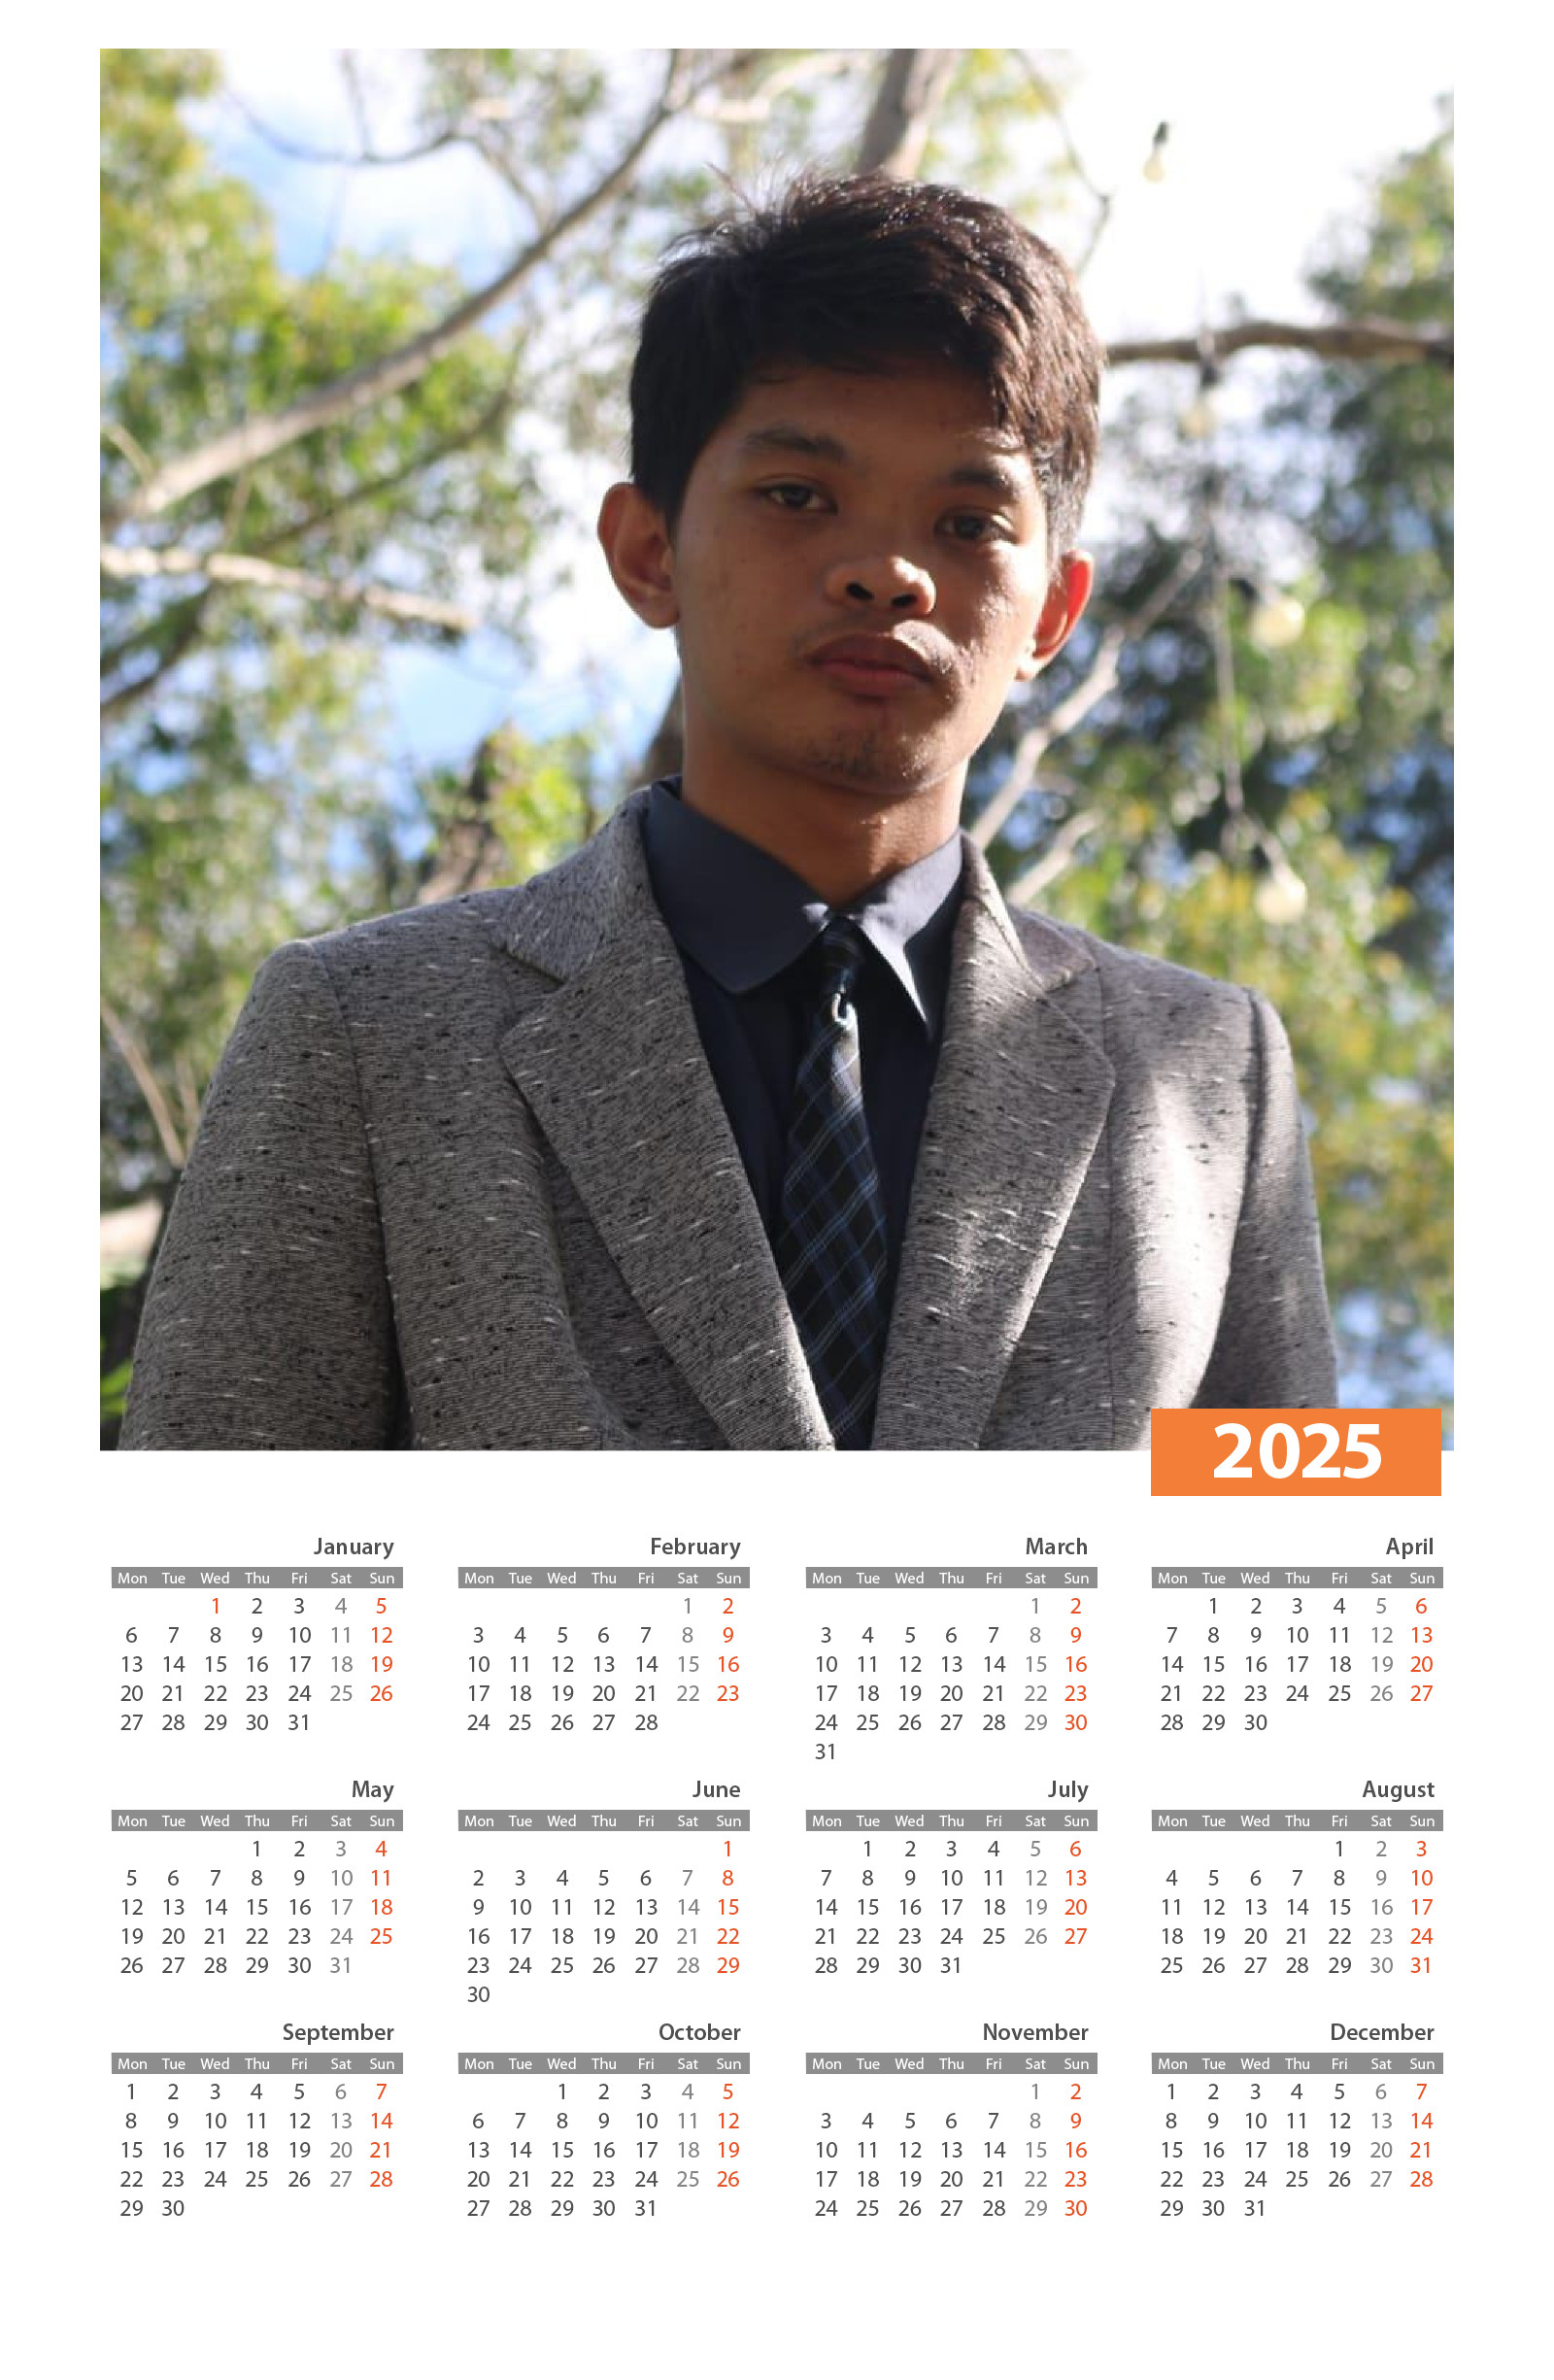 2025
January February March April
Mon Tue Wed Thu Fri Sat Sun Mon Tue Wed Thu Fri Sat Sun Mon Tue Wed Thu Fri Sat Sun Mon Tue Wed Thu Fri Sat Sun
1 2 3 4 5 1 2 1 2 1 2 3 4 5 6
6 7 8 9 10 11 12 3 4 5 6 7 8 9 3 4 5 6 7 8 9 7 8 9 10 11 12 13
13 14 15 16 17 18 19 10 11 12 13 14 15 16 10 11 12 13 14 15 16 14 15 16 17 18 19 20
20 21 22 23 24 25 26 17 18 19 20 21 22 23 17 18 19 20 21 22 23 21 22 23 24 25 26 27
27 28 29 30 31 24 25 26 27 28 24 25 26 27 28 29 30 28 29 30
31
May June July August
Mon Tue Wed Thu Fri Sat Sun Mon Tue Wed Thu Fri Sat Sun Mon Tue Wed Thu Fri Sat Sun Mon Tue Wed Thu Fri Sat Sun
1 2 3 4 1 1 2 3 4 5 6 1 2 3
5 6 7 8 9 10 11 2 3 4 5 6 7 8 7 8 9 10 11 12 13 4 5 6 7 8 9 10
12 13 14 15 16 17 18 9 10 11 12 13 14 15 14 15 16 17 18 19 20 11 12 13 14 15 16 17
19 20 21 22 23 24 25 16 17 18 19 20 21 22 21 22 23 24 25 26 27 18 19 20 21 22 23 24
26 27 28 29 30 31 23 24 25 26 27 28 29 28 29 30 31 25 26 27 28 29 30 31
30
September October November December
Mon Tue Wed Thu Fri Sat Sun Mon Tue Wed Thu Fri Sat Sun Mon Tue Wed Thu Fri Sat Sun Mon Tue Wed Thu Fri Sat Sun
1 2 3 4 5 6 7 1 2 3 4 5 1 2 1 2 3 4 5 6 7
8 9 10 11 12 13 14 6 7 8 9 10 11 12 3 4 5 6 7 8 9 8 9 10 11 12 13 14
15 16 17 18 19 20 21 13 14 15 16 17 18 19 10 11 12 13 14 15 16 15 16 17 18 19 20 21
22 23 24 25 26 27 28 20 21 22 23 24 25 26 17 18 19 20 21 22 23 22 23 24 25 26 27 28
29 30 27 28 29 30 31 24 25 26 27 28 29 30 29 30 31